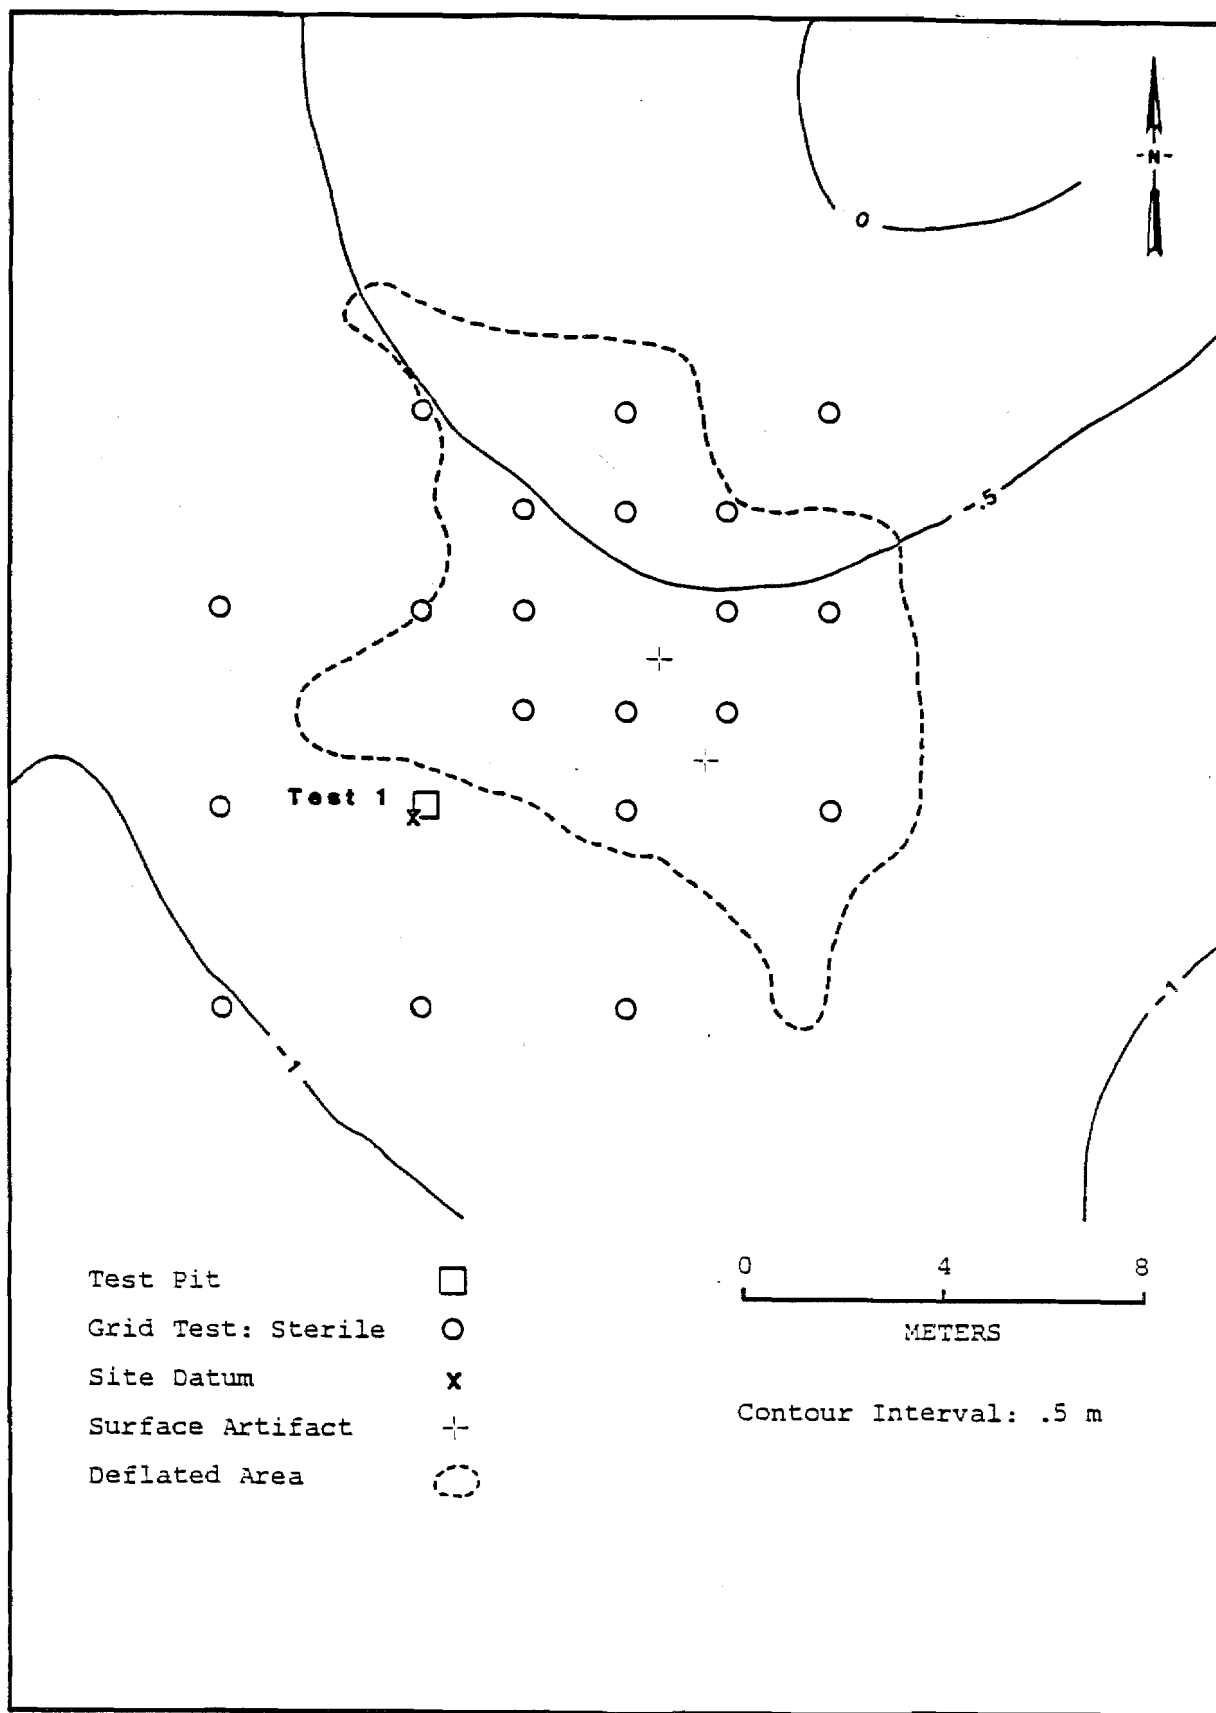 -N-
0
-.5
Test 1
x
-1
-1
Test Pit
Grid Test: Sterile
Site Datum x
Surface Artifact
Deflated Area
0 4 8
METERS
Contour Interval: .5 m